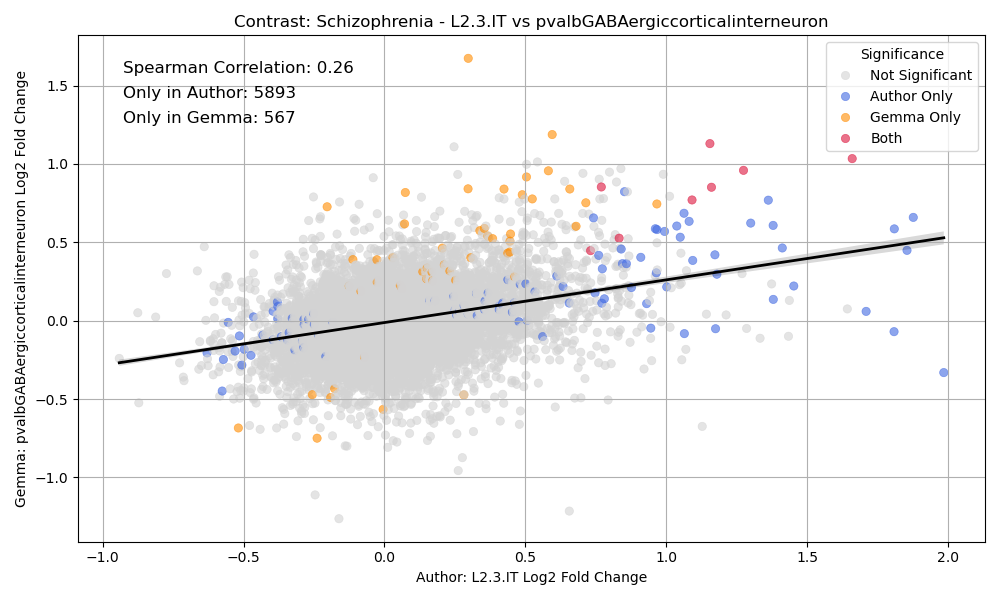 Contrast: Schizophrenia - L2.3.IT vs pvalbGABAergiccorticalinterneuron
Spearman Correlation: 0.26
Only in Author: 5893
Only in Gemma: 567
Significance
Not Significant
Author Only
Gemma Only
Both
Gemma: pvalbGABAergiccorticalinterneuron Log2 Fold Change
1.5
1.0
0.5
0.0
−0.5
−1.0
−1.0 −0.5 0.0 0.5 1.0 1.5 2.0
Author: L2.3.IT Log2 Fold Change